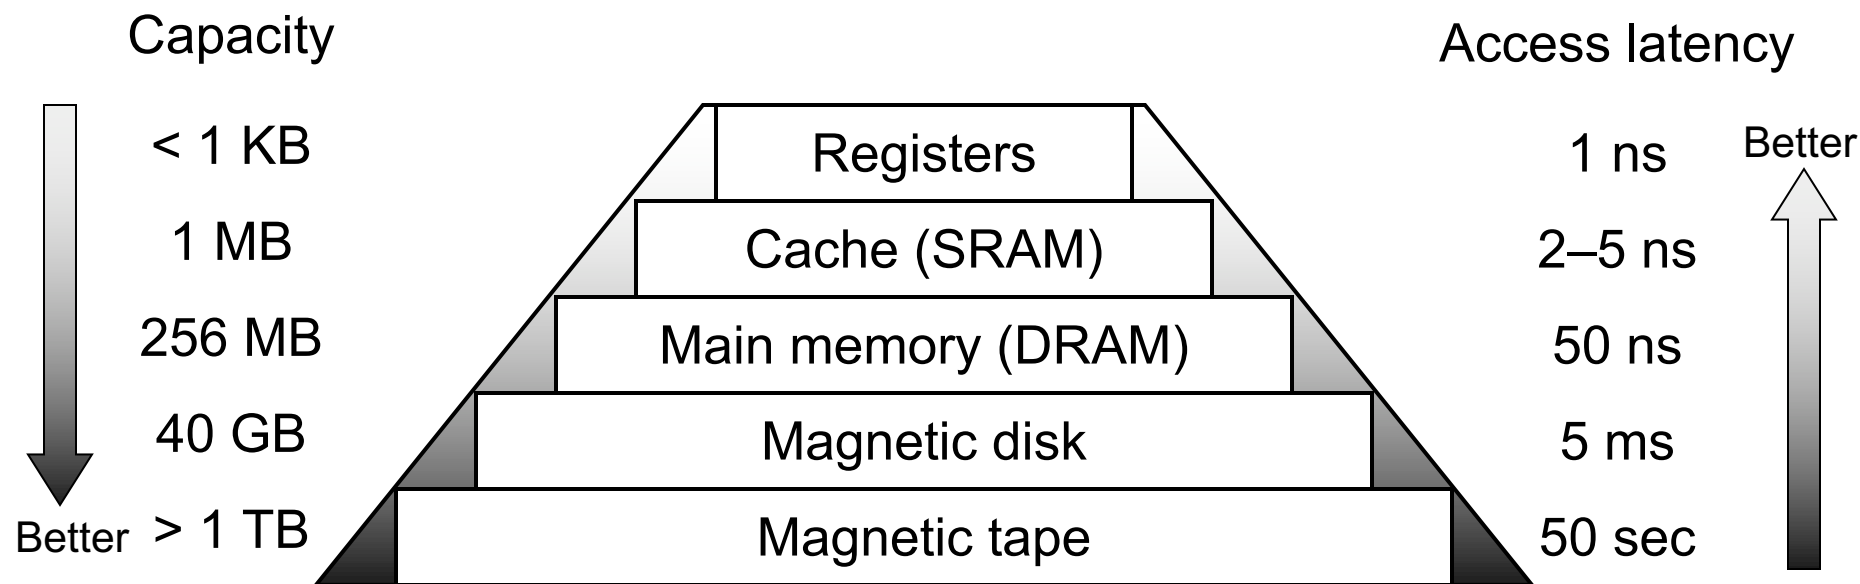 Capacity
Access latency
< 1 KB
Registers
1 ns
Better
1 MB
Cache (SRAM)
2–5 ns
256 MB
Main memory (DRAM)
50 ns
40 GB
Magnetic disk
5 ms
Better
> 1 TB
Magnetic tape
50 sec